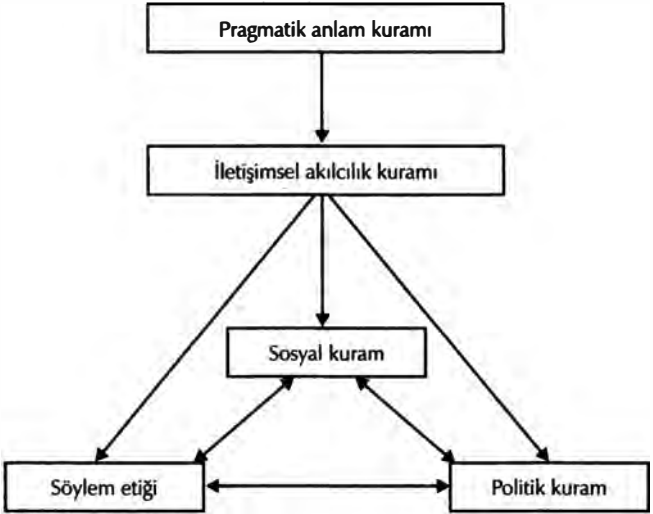 Pragmatik anlam kuramı
İletişimsel akılcılık kuramı
Sosyal kuram
Söylem etiği
Politik kuram